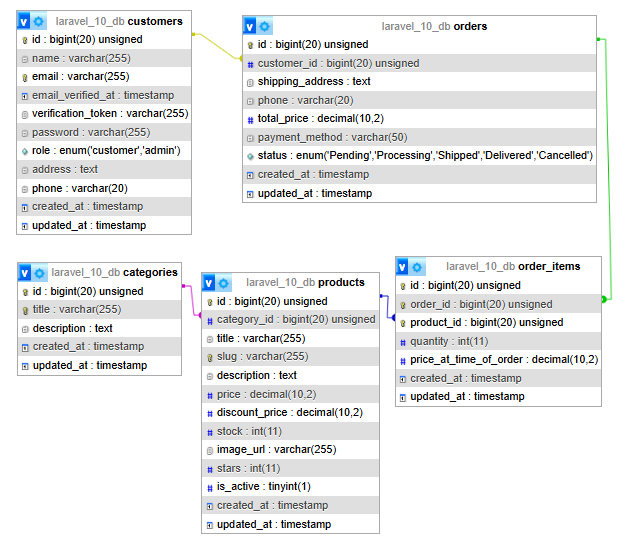 laravel_10_db customers
id : bigint(20) unsigned
name : varchar(255)
email : varchar(255)
email_verified_at : timestamp
verification_token : varchar(255)
password : varchar(255)
role : enum('customer','admin')
address : text
phone : varchar(20)
created_at : timestamp
updated_at : timestamp
laravel_10_db orders
id : bigint(20) unsigned
customer_id : bigint(20) unsigned
shipping_address : text
phone : varchar(20)
total_price : decimal(10,2)
payment_method : varchar(50)
status : enum('Pending','Processing','Shipped','Delivered','Cancelled')
created_at : timestamp
updated_at : timestamp
laravel_10_db categories
id : bigint(20) unsigned
title : varchar(255)
description : text
created_at : timestamp
updated_at : timestamp
laravel_10_db products
id : bigint(20) unsigned
category_id : bigint(20) unsigned
title : varchar(255)
slug : varchar(255)
description : text
price : decimal(10,2)
discount_price : decimal(10,2)
stock : int(11)
image_url : varchar(255)
stars : int(11)
is_active : tinyint(1)
created_at : timestamp
updated_at : timestamp
laravel_10_db order_items
id : bigint(20) unsigned
order_id : bigint(20) unsigned
product_id : bigint(20) unsigned
quantity : int(11)
price_at_time_of_order : decimal(10,2)
created_at : timestamp
updated_at : timestamp